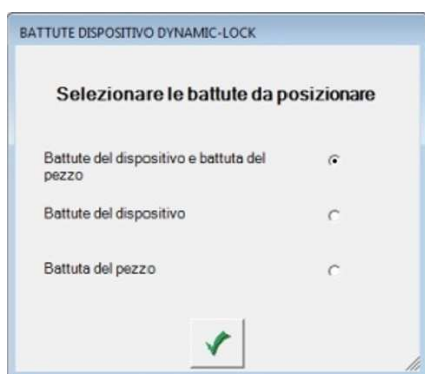 BATTUTE DISPOSITIVO DYNAMIC-LOCK
Selezionare le battute da posizionare
Battute del dispositivo e battuta del
pezzo
Battute del dispositivo
Battuta del pezzo